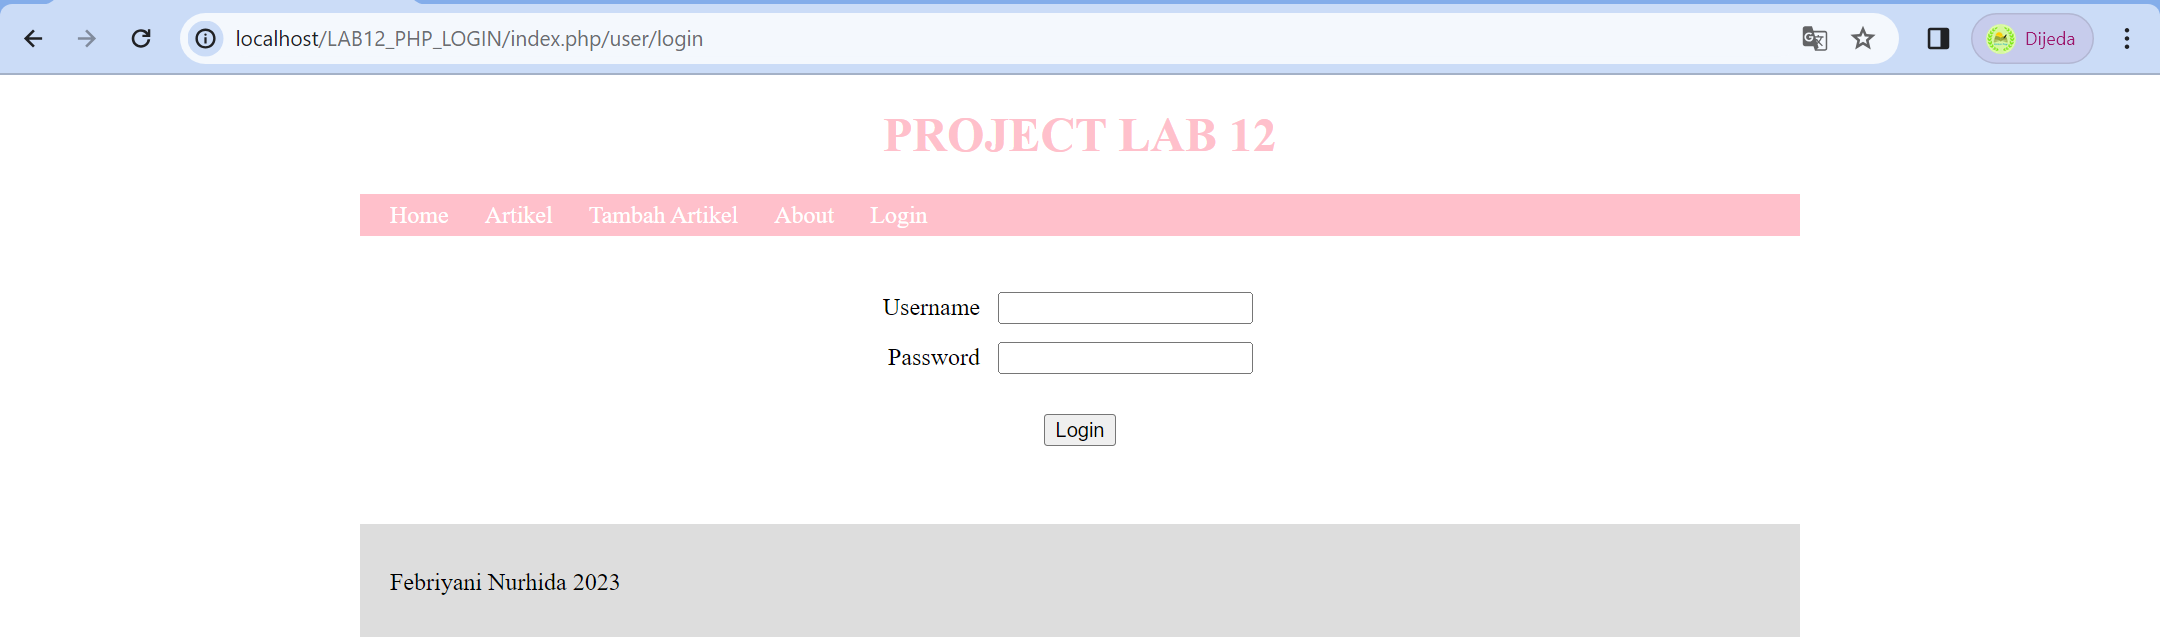 localhost/LAB12_PHP_LOGIN/index.php/user/login
Dijeda
PROJECT LAB 12
Home Artikel Tambah Artikel About Login
Username
Password
Login
Febriyani Nurhida 2023